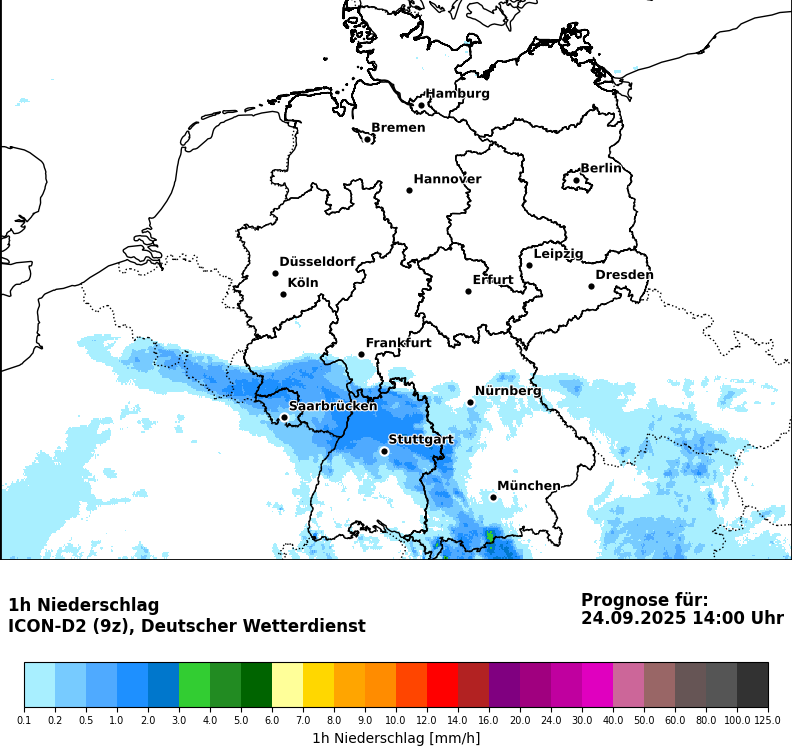 Hamburg
Bremen
Berlin
Hannover
Leipzig
Düsseldorf
Dresden
Köln
Erfurt
Frankfurt
Nürnberg
Saarbrücken
Stuttgart
München
1h Niederschlag
ICON-D2 (9z), Deutscher Wetterdienst
Prognose für:
24.09.2025 14:00 Uhr
0.1 0.2 0.5 1.0 2.0 3.0 4.0 5.0 6.0 7.0 8.0 9.0 10.0 12.0 14.0 16.0 20.0 24.0 30.0 40.0 50.0 60.0 80.0 100.0 125.0
1h Niederschlag [mm/h]